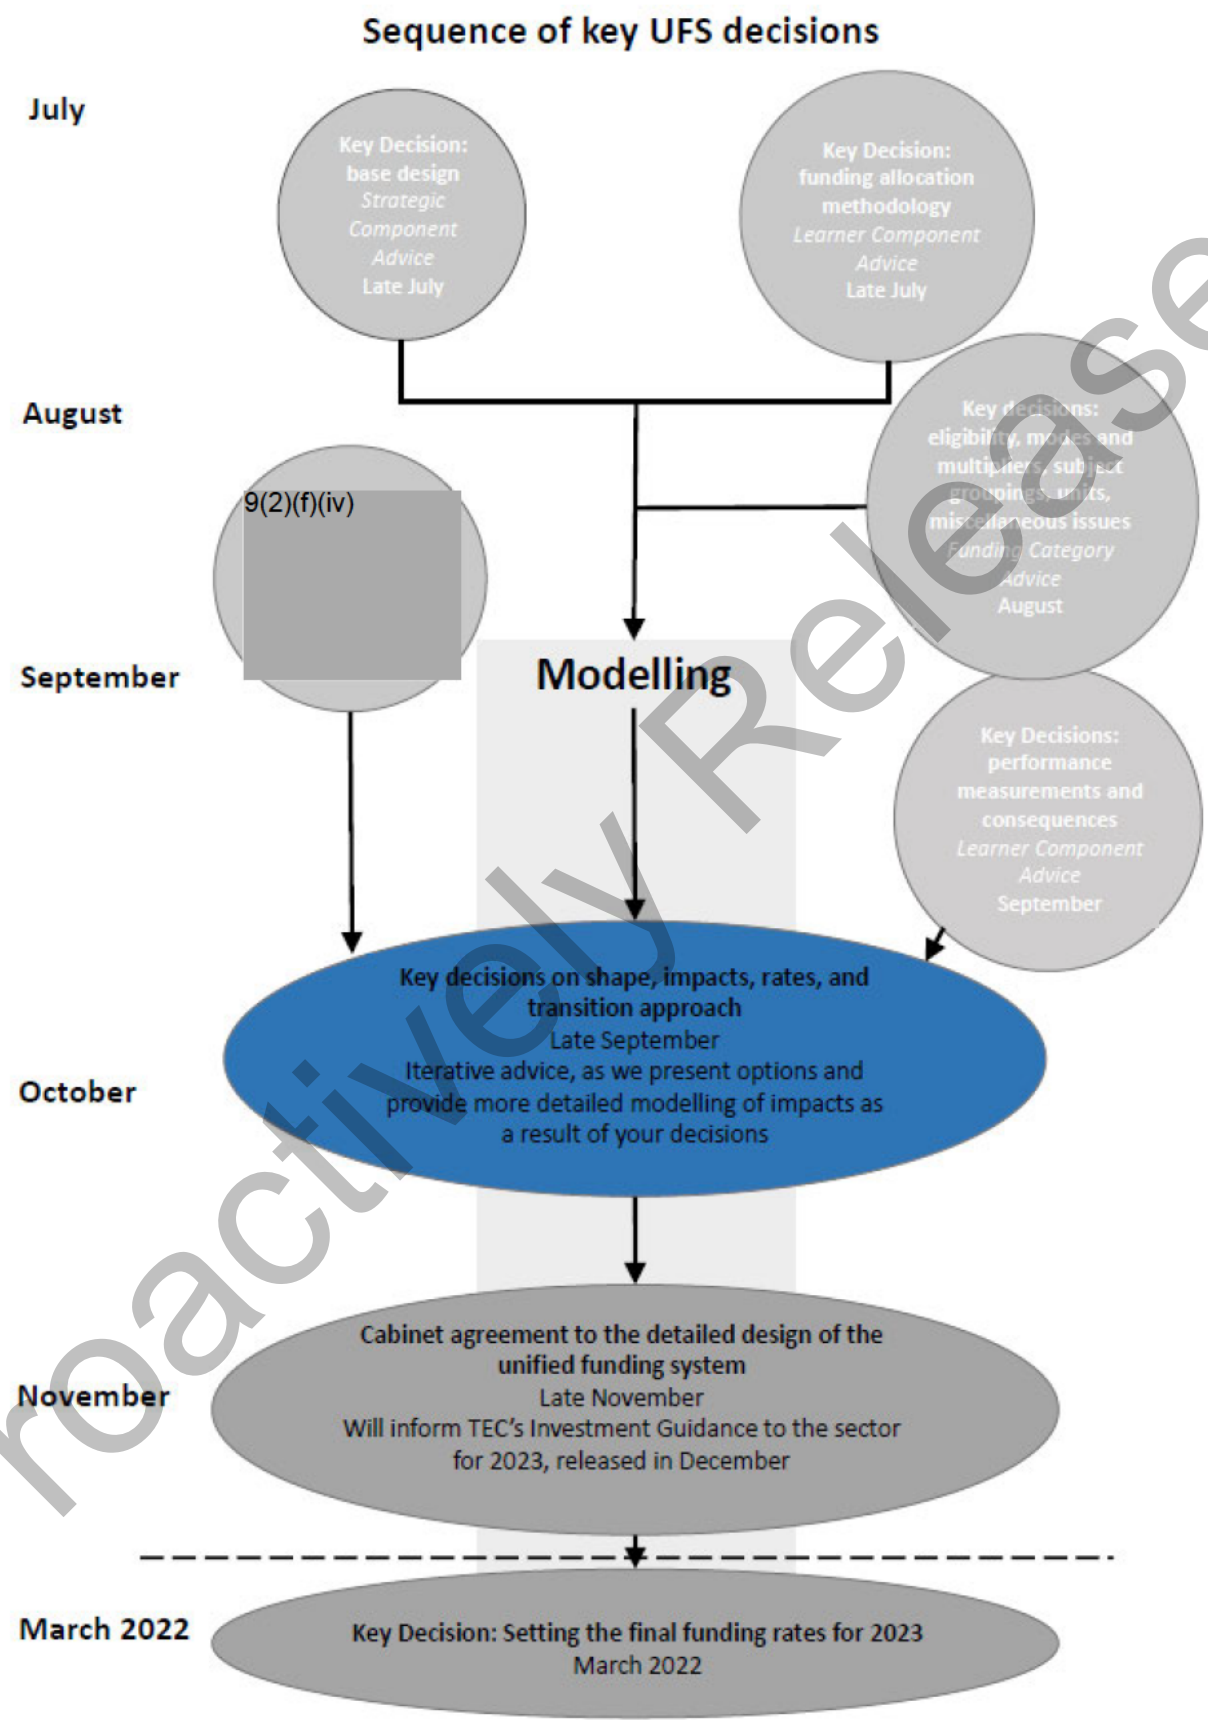 Sequence of key UFS decisions
July
Key Decision:
base design
Strategic
Component
Advice
Late July
Key Decision:
funding allocation
methodology
Learner Component
Advice
Late July
August
Key decisions:
eligibility, modes and
multipliers, subject
groupings, units,
miscellaneous issues
Funding Category
Advice
August
9(2)(f)(iv)
September
Modelling
Key Decisions:
performance
measurements and
consequences
Learner Component
Advice
September
Key decisions on shape, impacts, rates, and
transition approach
Late September
Iterative advice, as we present options and
provide more detailed modelling of impacts as
a result of your decisions
October
Cabinet agreement to the detailed design of the
unified funding system
Late November
Will inform TEC's Investment Guidance to the sector
for 2023, released in December
November
March 2022
Key Decision: Setting the final funding rates for 2023
March 2022
roactively Release